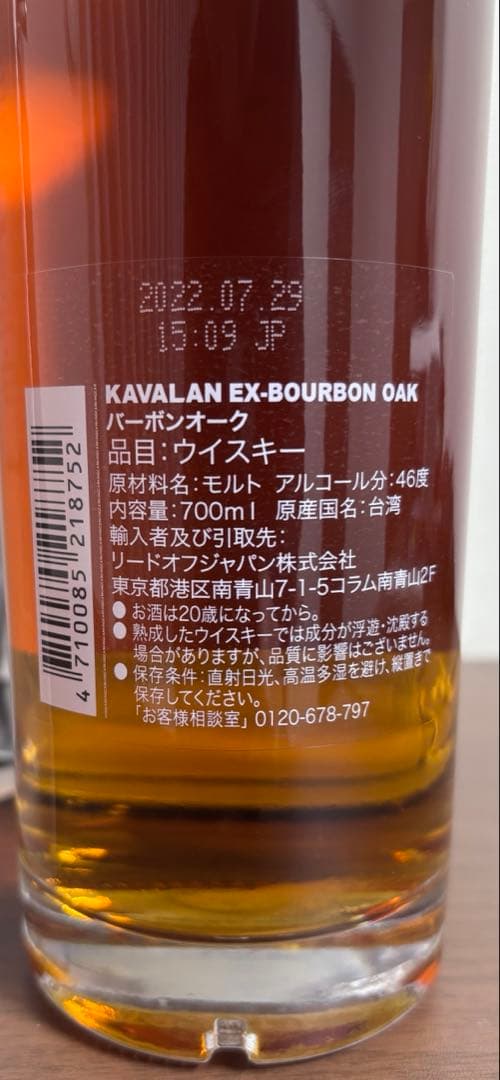 2022.07.29
15:09 JP
KAVALAN EX-BOURBON OAK
バーボンオーク
品目:ウイスキー
原材料名:モルト アルコール分:46度
内容量:700ml 原産国名:台湾
輸入者及び引取先:
リードオフジャパン株式会社
東京都港区南青山7-1-5コラム南青山2F
●お酒は20歳になってから。
●熟成したウイスキーでは成分が浮遊・沈殿する
場合がありますが、品質に影響はございません。
●保存条件:直射日光、高温多湿を避け、縦置きで
保存してください。
「お客様相談室」0120-678-797
4 710085 218752